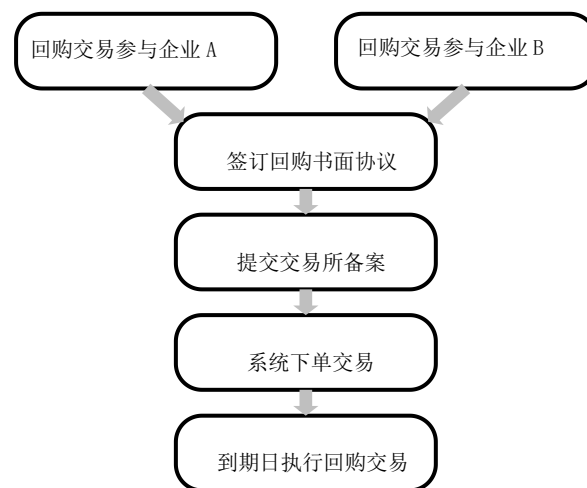 回购交易参与企业 A
回购交易参与企业 B
签订回购书面协议
提交交易所备案
系统下单交易
到期日执行回购交易